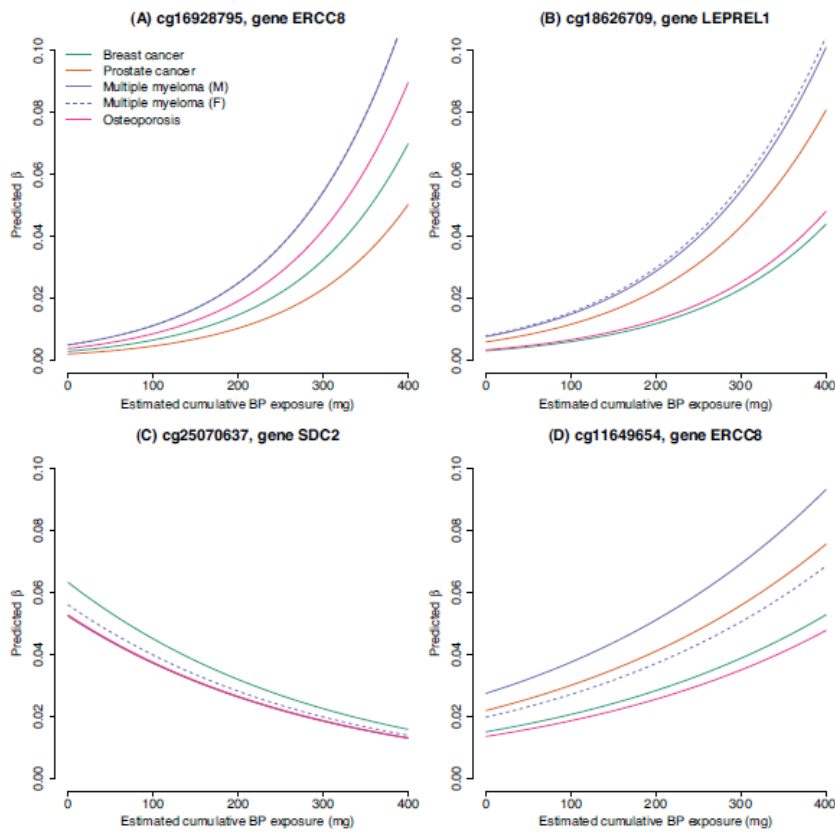 (A) cg16928795, gene ERCC8
Breast cancer
Prostate cancer
Multiple myeloma (M)
Multiple myeloma (F)
Osteoporosis
Predicted β
0.00
0.02
0.04
0.06
0.08
0.10
0
100
200
300
400
Estimated cumulative BP exposure (mg)
(B) cg18626709, gene LEPREL1
Predicted β
0.00
0.02
0.04
0.06
0.08
0.10
0
100
200
300
400
Estimated cumulative BP exposure (mg)
(C) cg25070637, gene SDC2
Predicted β
0.00
0.02
0.04
0.06
0.08
0.10
0
100
200
300
400
Estimated cumulative BP exposure (mg)
(D) cg11649654, gene ERCC8
Predicted β
0.00
0.02
0.04
0.06
0.08
0.10
0
100
200
300
400
Estimated cumulative BP exposure (mg)